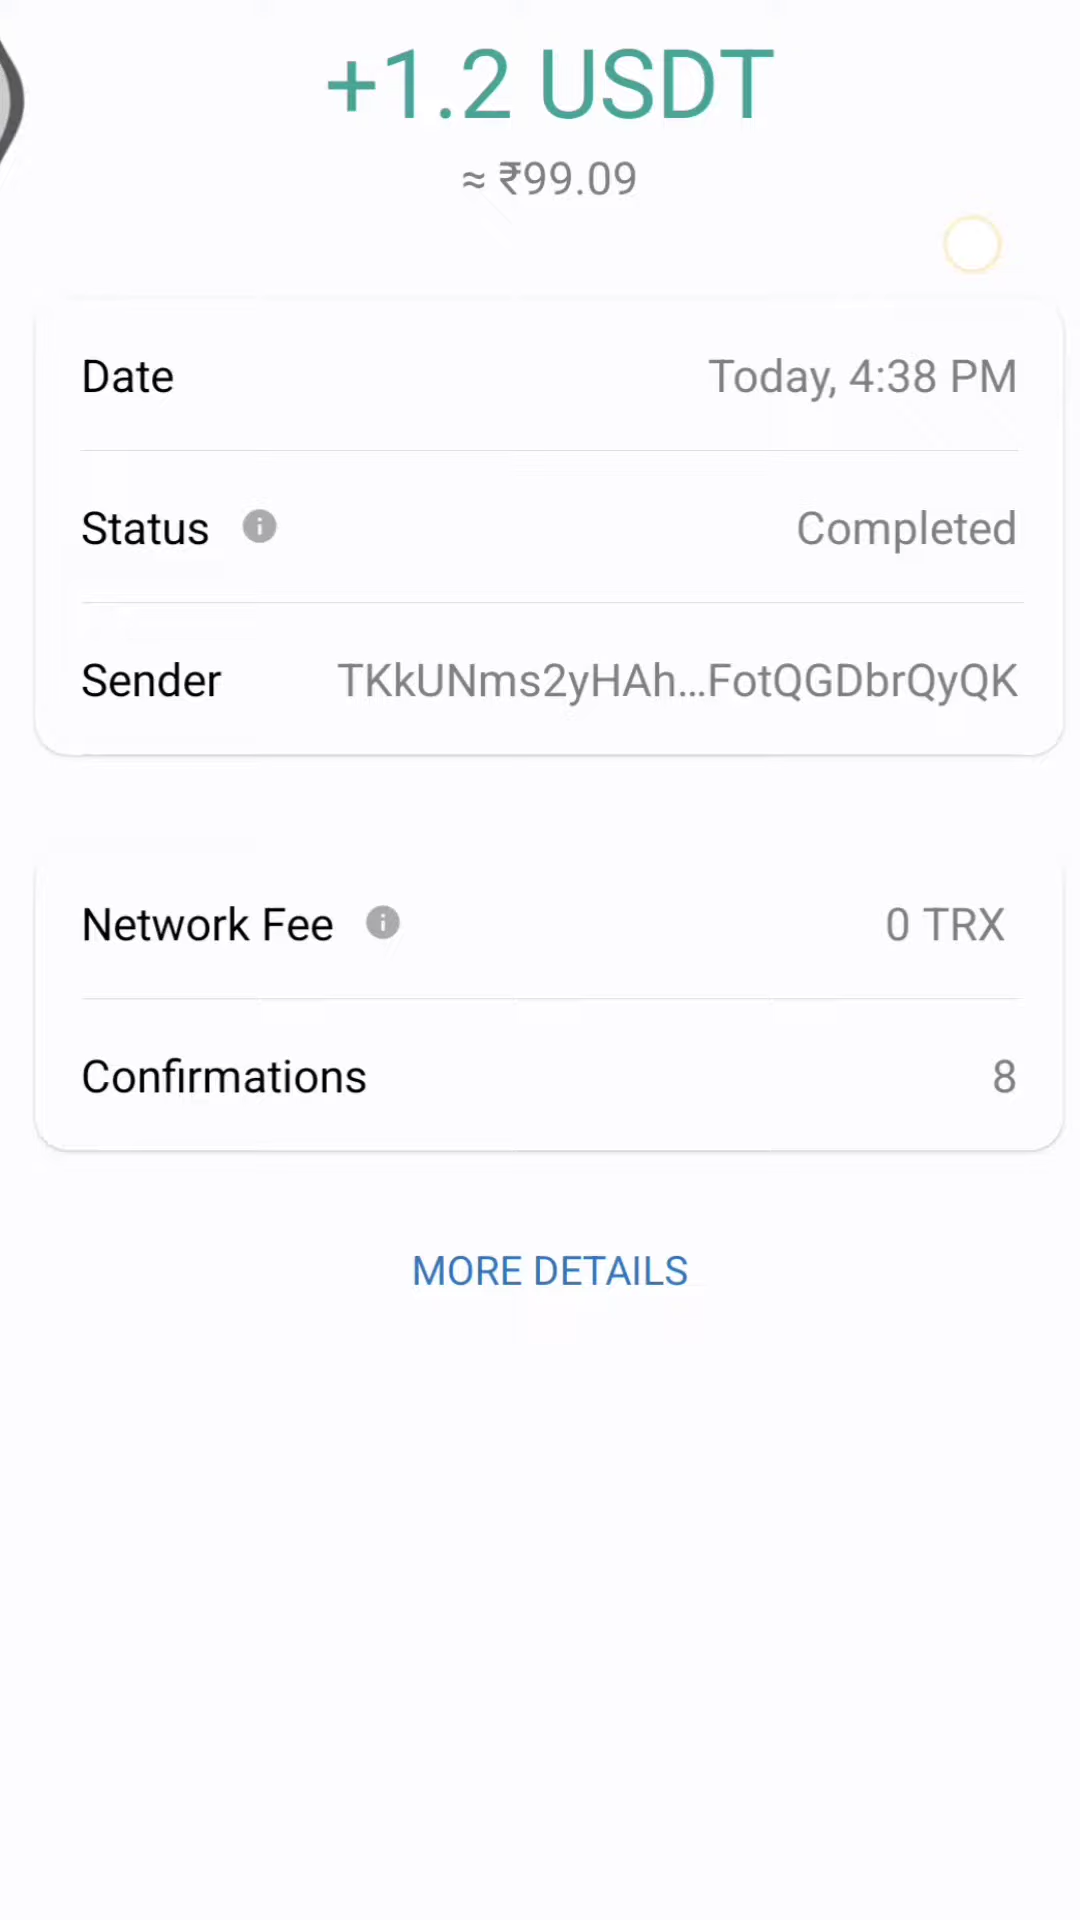 +1.2 USDT
≈ ₹99.09
Date Today, 4:38 PM
Status Completed
Sender TKkUNms2yHAh...FotQGDbrQyQK
Network Fee 0 TRX
Confirmations 8
MORE DETAILS